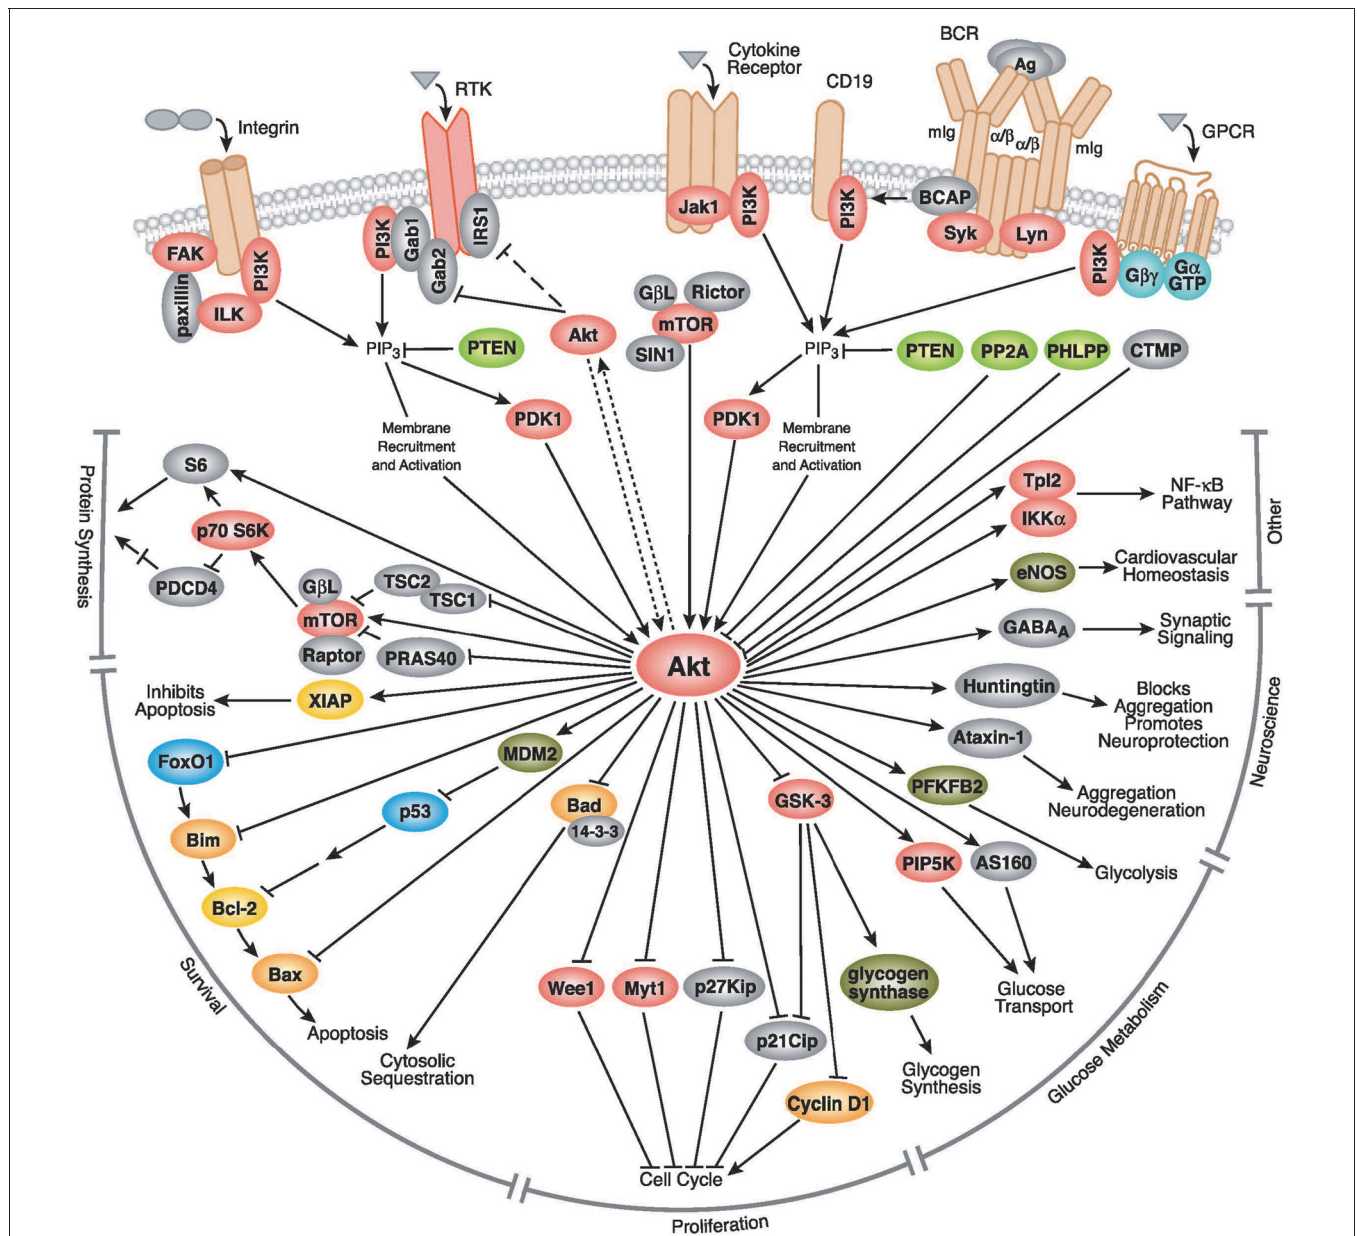 BCR
Cytokine
Receptor
CD19
Ag
RTK
Integrin
mIg
α/β
α/β
mIg
GPCR
FAK
PI3K
paxillin
ILK
PI3K
Gab1
Gab2
IRS1
Jak1
PI3K
PI3K
BCAP
Syk
Lyn
PI3K
Gβγ
Gα
GTP
GβL
Rictor
mTOR
SIN1
Akt
PIP3
PTEN
PIP3
PTEN
PP2A
PHLPP
CTMP
PDK1
PDK1
Membrane
Recruitment
and Activation
Membrane
Recruitment
and Activation
Protein Synthesis
S6
p70 S6K
PDCD4
GβL
mTOR
Raptor
TSC2
TSC1
PRAS40
Akt
Tpl2
IKKα
NF-κB
Pathway
Other
eNOS
Cardiovascular
Homeostasis
GABAA
Synaptic
Signaling
Huntingtin
Blocks
Aggregation
Promotes
Neuroprotection
Neuroscience
Ataxin-1
Aggregation
Neurodegeneration
Inhibits
Apoptosis
XIAP
FoxO1
MDM2
p53
Bim
Bcl-2
Bax
Apoptosis
Survival
Bad
14-3-3
Cytosolic
Sequestration
GSK-3
PFKFB2
PIP5K
AS160
Glycolysis
Glucose
Transport
Glucose Metabolism
Wee1
Myt1
p27Kip
p21Cip
glycogen
synthase
Glycogen
Synthesis
Cyclin D1
Cell Cycle
Proliferation